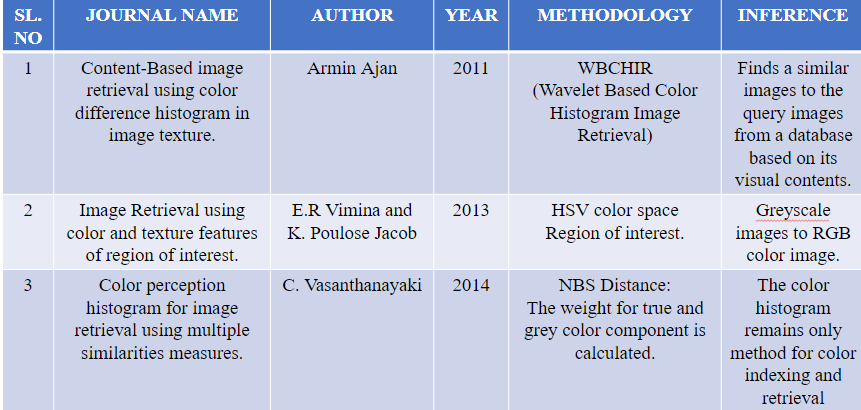 SL. NO
JOURNAL NAME
AUTHOR
YEAR
METHODOLOGY
INFERENCE
1
Content-Based image
retrieval using color
difference histogram in
image texture.
Armin Ajan
2011
WBCHIR
(Wavelet Based Color
Histogram Image
Retrieval)
Finds a similar
images to the
query images
from a database
based on its
visual contents.
2
Image Retrieval using
color and texture features
of region of interest.
E.R Vimina and
K. Poulose Jacob
2013
HSV color space
Region of interest.
Greyscale
images to RGB
color image.
3
Color perception
histogram for image
retrieval using multiple
similarities measures.
C. Vasanthanayaki
2014
NBS Distance:
The weight for true and
grey color component is
calculated.
The color
histogram
remains only
method for color
indexing and
retrieval